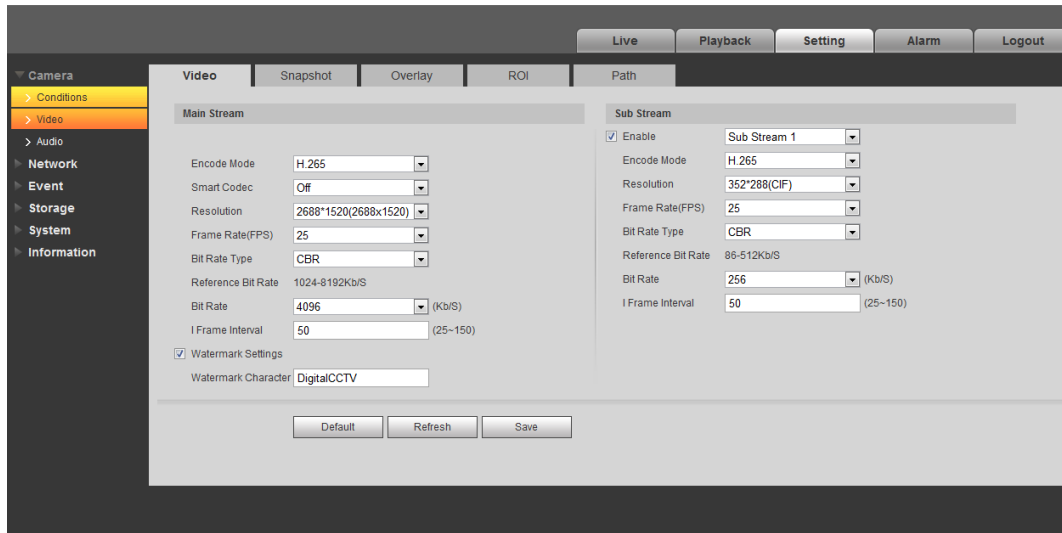 Live Playback Setting Alarm Logout
Camera
Conditions
Video
Audio
Network
Event
Storage
System
Information
Video Snapshot Overlay ROI Path
Main Stream
Encode Mode H.265
Smart Codec Off
Resolution 2688*1520(2688x1520)
Frame Rate(FPS) 25
Bit Rate Type CBR
Reference Bit Rate 1024-8192Kb/S
Bit Rate 4096 (Kb/S)
I Frame Interval 50 (25~150)
Watermark Settings
Watermark Character DigitalCCTV
Sub Stream
Enable Sub Stream 1
Encode Mode H.265
Resolution 352*288(CIF)
Frame Rate(FPS) 25
Bit Rate Type CBR
Reference Bit Rate 86-512Kb/S
Bit Rate 256 (Kb/S)
I Frame Interval 50 (25~150)
Default Refresh Save